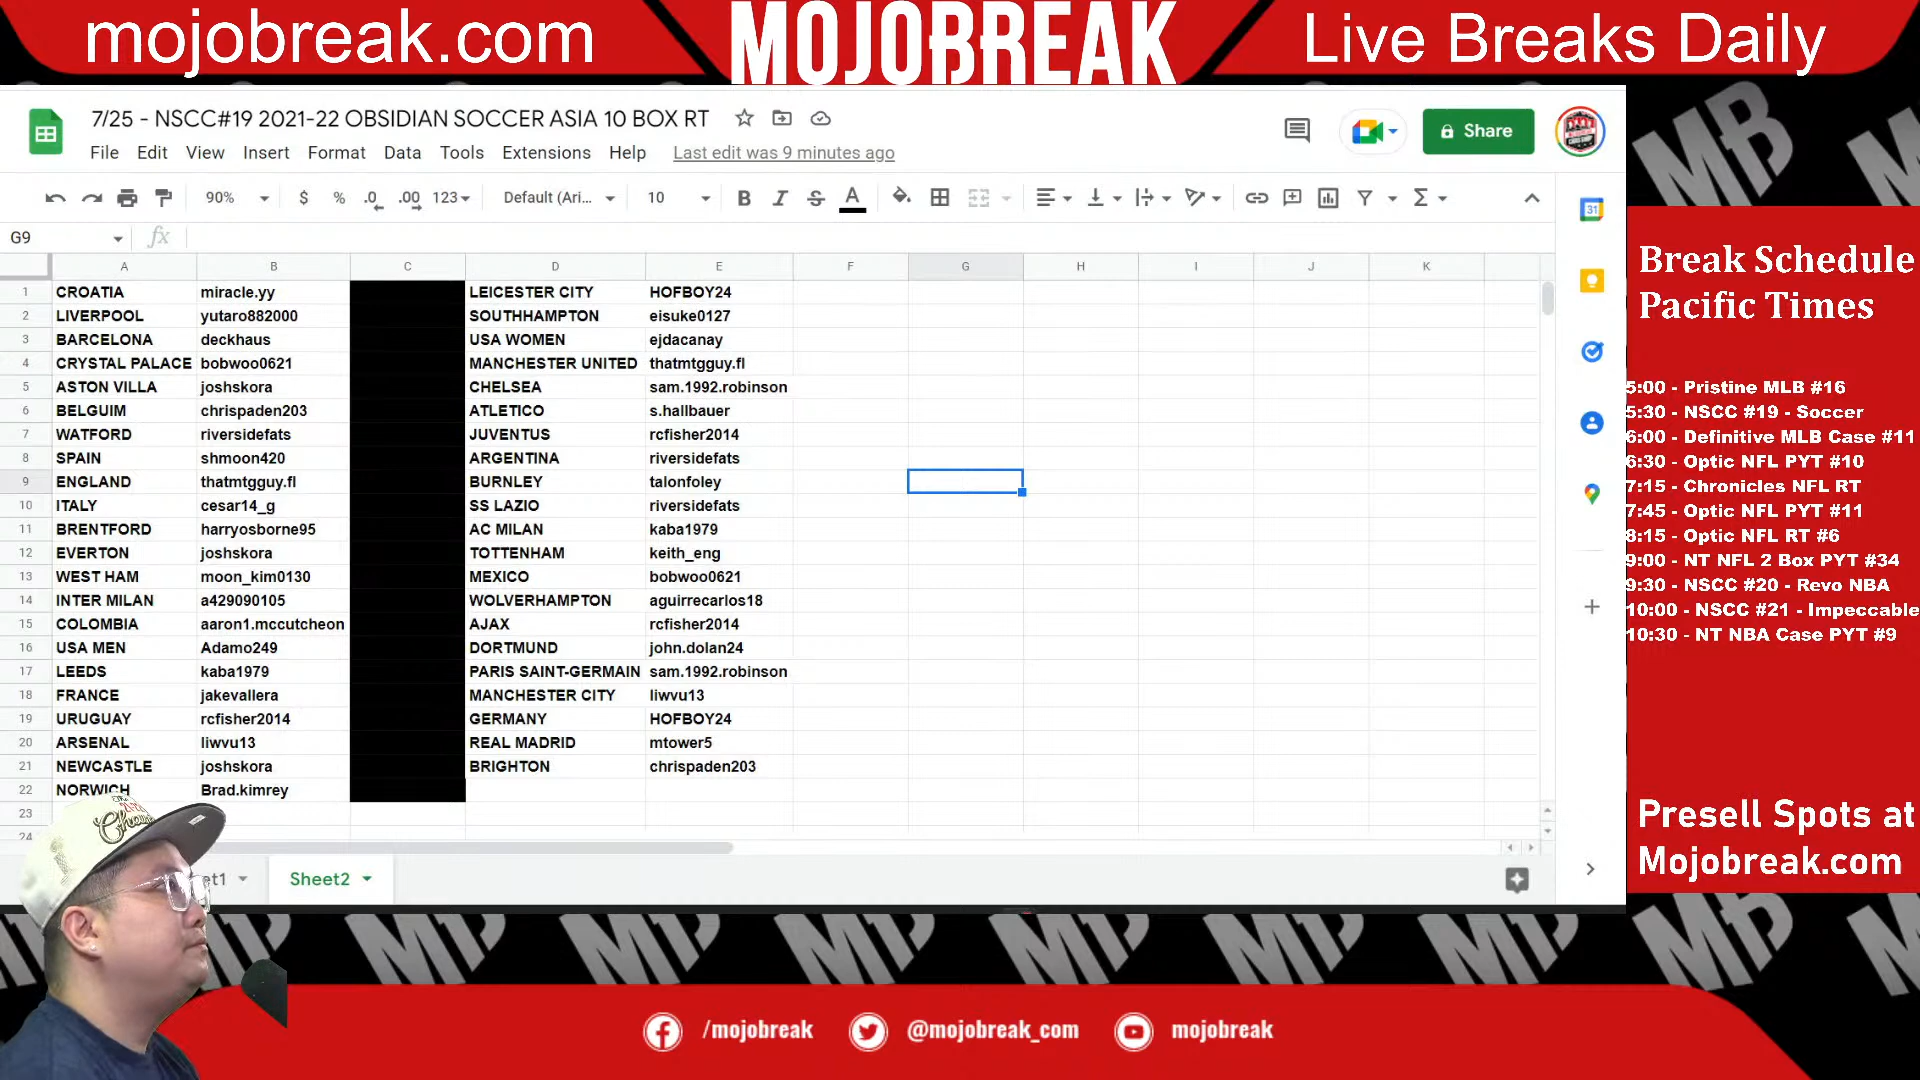 mojobreak.com
MOJOBREAK
Live Breaks Daily
7/25 - NSCC#19 2021-22 OBSIDIAN SOCCER ASIA 10 BOX RT
File Edit View Insert Format Data Tools Extensions Help Last edit was 9 minutes ago
Share
90% $ % .0 .00 123 Default (Ari... 10 B I S A
G9 fx
A B C D E F G H I J K
1 CROATIA miracle.yy LEICESTER CITY HOFBOY24
2 LIVERPOOL yutaro882000 SOUTHHAMPTON eisuke0127
3 BARCELONA deckhaus USA WOMEN ejdacanay
4 CRYSTAL PALACE bobwoo0621 MANCHESTER UNITED thatmtgguy.fl
5 ASTON VILLA joshskora CHELSEA sam.1992.robinson
6 BELGUIM chrispaden203 ATLETICO s.hallbauer
7 WATFORD riversidefats JUVENTUS rcfisher2014
8 SPAIN shmoon420 ARGENTINA riversidefats
9 ENGLAND thatmtgguy.fl BURNLEY talonfoley
10 ITALY cesar14_g SS LAZIO riversidefats
11 BRENTFORD harryosborne95 AC MILAN kaba1979
12 EVERTON joshskora TOTTENHAM keith_eng
13 WEST HAM moon_kim0130 MEXICO bobwoo0621
14 INTER MILAN a429090105 WOLVERHAMPTON aguirrecarlos18
15 COLOMBIA aaron1.mccutcheon AJAX rcfisher2014
16 USA MEN Adamo249 DORTMUND john.dolan24
17 LEEDS kaba1979 PARIS SAINT-GERMAIN sam.1992.robinson
18 FRANCE jakevallera MANCHESTER CITY liwvu13
19 URUGUAY rcfisher2014 GERMANY HOFBOY24
20 ARSENAL liwvu13 REAL MADRID mtower5
21 NEWCASTLE joshskora BRIGHTON chrispaden203
22 NORWICH Brad.kimrey
23
24
et1 Sheet2
31
Break Schedule
Pacific Times
5:00 - Pristine MLB #16
5:30 - NSCC #19 - Soccer
6:00 - Definitive MLB Case #11
6:30 - Optic NFL PYT #10
7:15 - Chronicles NFL RT
7:45 - Optic NFL PYT #11
8:15 - Optic NFL RT #6
9:00 - NT NFL 2 Box PYT #34
9:30 - NSCC #20 - Revo NBA
10:00 - NSCC #21 - Impeccable
10:30 - NT NBA Case PYT #9
Presell Spots at
Mojobreak.com
/mojobreak @mojobreak_com mojobreak